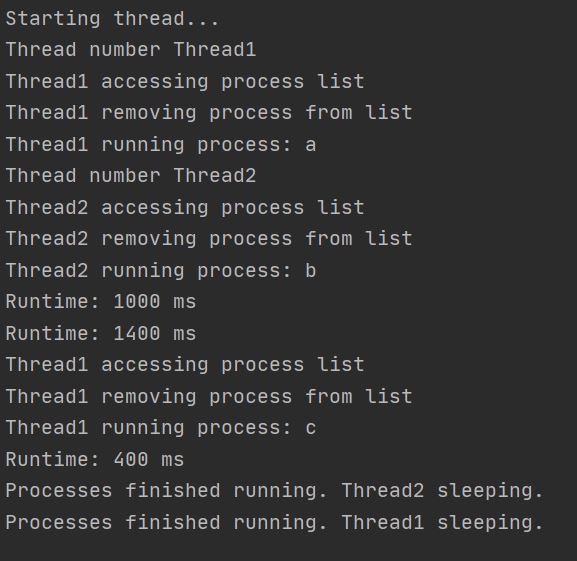 Starting thread...
Thread number Thread1
Thread1 accessing process list
Thread1 removing process from list
Thread1 running process: a
Thread number Thread2
Thread2 accessing process list
Thread2 removing process from list
Thread2 running process: b
Runtime: 1000 ms
Runtime: 1400 ms
Thread1 accessing process list
Thread1 removing process from list
Thread1 running process: c
Runtime: 400 ms
Processes finished running. Thread2 sleeping.
Processes finished running. Thread1 sleeping.